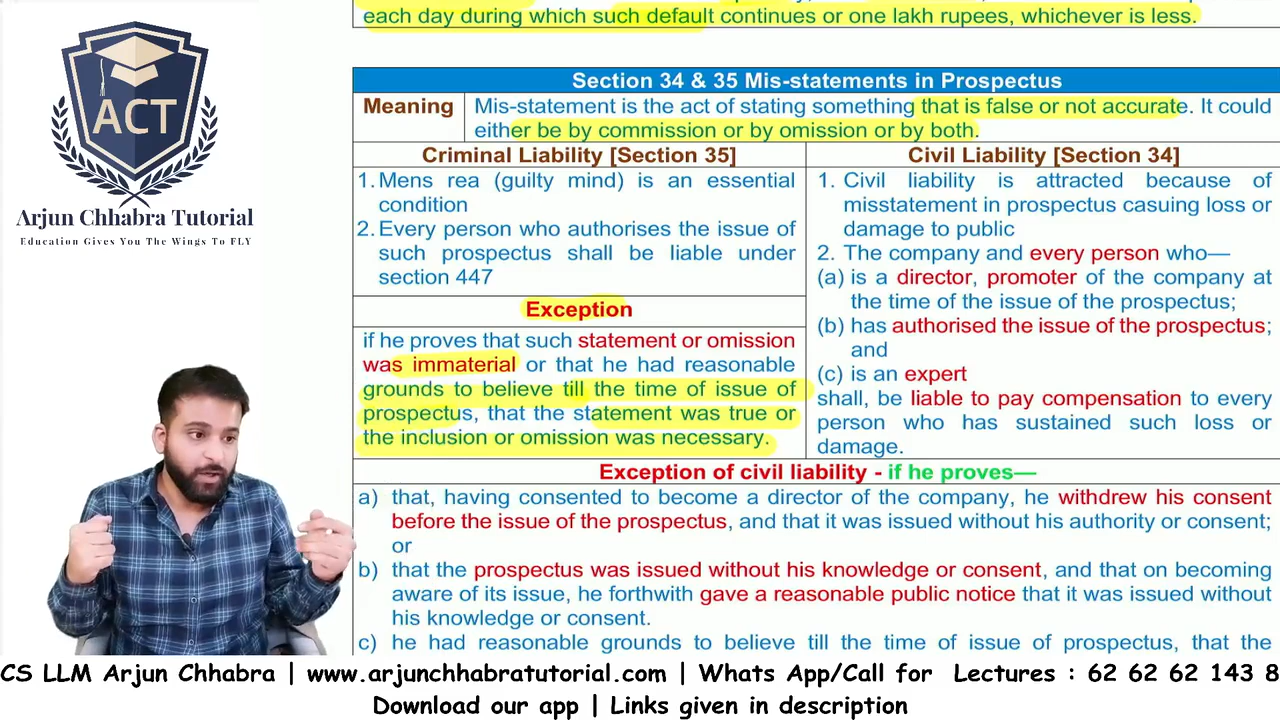 each day during which such default continues or one lakh rupees, whichever is less.
ACT
Arjun Chhabra Tutorial
Education Gives You The Wings To FLY
Section 34 & 35 Mis-statements in Prospectus
Meaning
Mis-statement is the act of stating something that is false or not accurate. It could
either be by commission or by omission or by both.
Criminal Liability [Section 35]
1. Mens rea (guilty mind) is an essential
condition
2. Every person who authorises the issue of
such prospectus shall be liable under
section 447
Exception
if he proves that such statement or omission
was immaterial or that he had reasonable
grounds to believe till the time of issue of
prospectus, that the statement was true or
the inclusion or omission was necessary.
Civil Liability [Section 34]
1. Civil liability is attracted because of
misstatement in prospectus casuing loss or
damage to public
2. The company and every person who—
(a) is a director, promoter of the company at
the time of the issue of the prospectus;
(b) has authorised the issue of the prospectus;
and
(c) is an expert
shall, be liable to pay compensation to every
person who has sustained such loss or
damage.
Exception of civil liability - if he proves—
a) that, having consented to become a director of the company, he withdrew his consent
before the issue of the prospectus, and that it was issued without his authority or consent;
or
b) that the prospectus was issued without his knowledge or consent, and that on becoming
aware of its issue, he forthwith gave a reasonable public notice that it was issued without
his knowledge or consent.
c) he had reasonable grounds to believe till the time of issue of prospectus, that the
CS LLM Arjun Chhabra | www.arjunchhabratutorial.com | Whats App/Call for Lectures : 62 62 62 143 8
Download our app | Links given in description